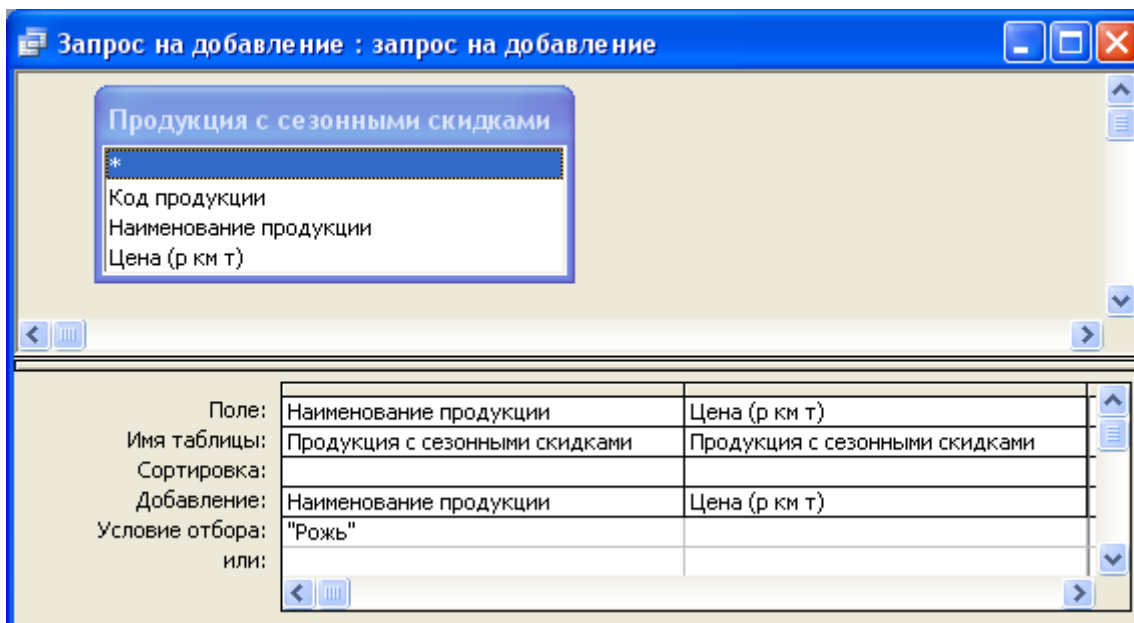 Запрос на добавление : запрос на добавление
Продукция с сезонными скидками
*
Код продукции
Наименование продукции
Цена (р км т)
Поле: Наименование продукции Цена (р км т)
Имя таблицы: Продукция с сезонными скидками Продукция с сезонными скидками
Сортировка:
Добавление: Наименование продукции Цена (р км т)
Условие отбора: "Рожь"
или: